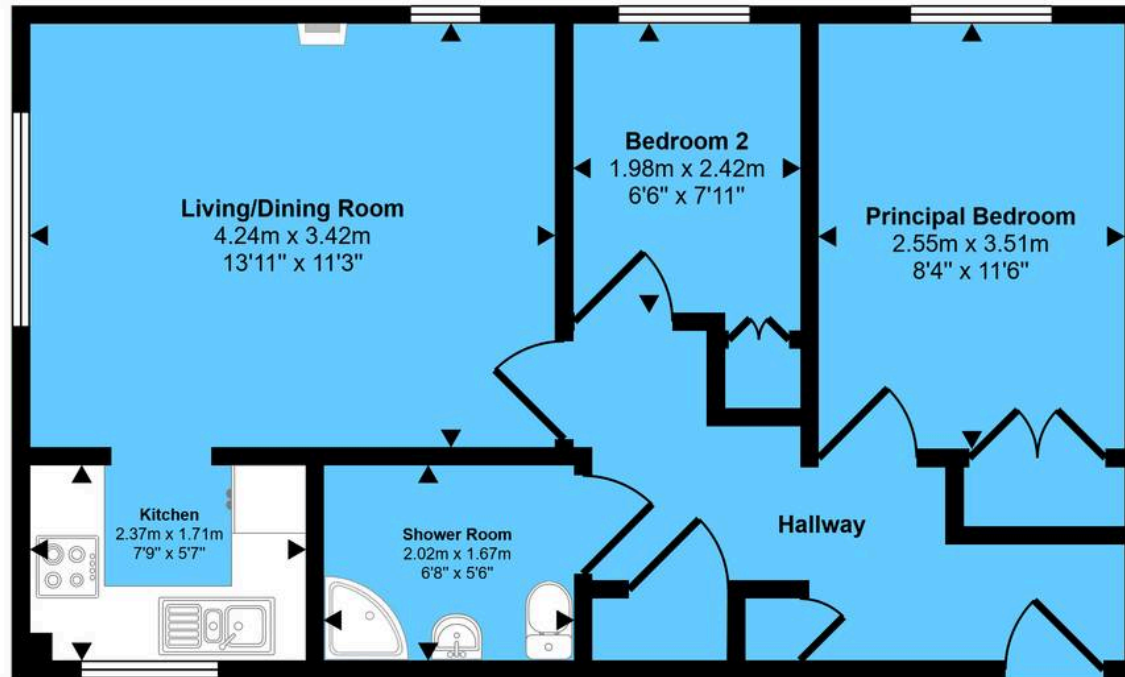 Living/Dining Room
4.24m x 3.42m
13'11" x 11'3"
Bedroom 2
1.98m x 2.42m
6'6" x 7'11"
Principal Bedroom
2.55m x 3.51m
8'4" x 11'6"
Kitchen
2.37m x 1.71m
7'9" x 5'7"
Shower Room
2.02m x 1.67m
6'8" x 5'6"
Hallway